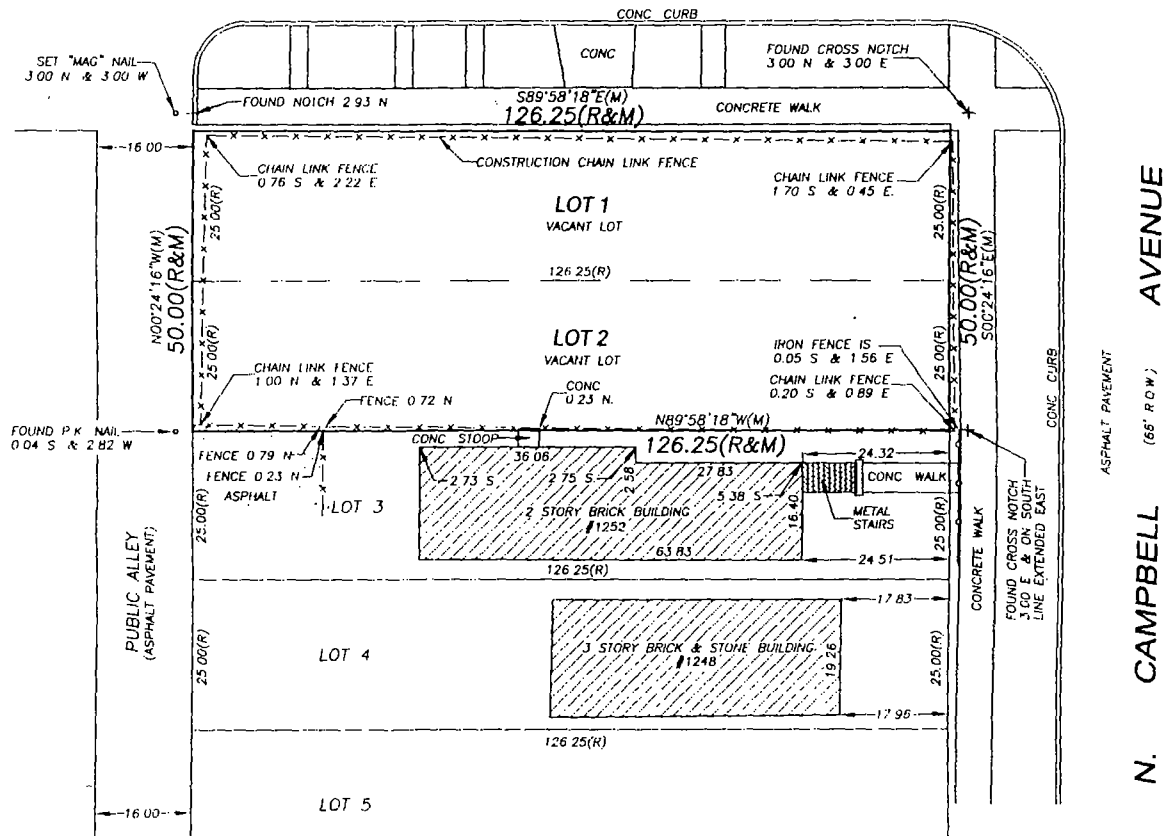 CONC CURB
CONC
SET "MAG" NAIL
3.00 N & 3.00 W
FOUND CROSS NOTCH
3.00 N & 3.00 E
FOUND NOTCH 2.93 N
S89°58'18"E(M)
126.25(R&M)
CONCRETE WALK
16.00
CHAIN LINK FENCE
0.76 S & 2.22 E
CONSTRUCTION CHAIN LINK FENCE
CHAIN LINK FENCE
1.70 S & 0.45 E.
25.00(R)
LOT 1
VACANT LOT
25.00(R)
N00°24'16"W(M)
50.00(R&M)
126.25(R)
50.00(R&M)
S00°24'16"E(M)
25.00(R)
LOT 2
VACANT LOT
25.00(R)
IRON FENCE IS
0.05 S & 1.56 E
CHAIN LINK FENCE
1.00 N & 1.37 E
CHAIN LINK FENCE
0.20 S & 0.89 E
CONC
0.23 N.
FENCE 0.72 N
N89°58'18"W(M)
126.25(R&M)
FOUND P.K NAIL
0.04 S & 2.82 W
CONC STOOP
36.06
FENCE 0.79 N
FENCE 0.23 N
ASPHALT
2.73 S
2.75 S
2.58
27.83
5.38 S
24.32
CONC WALK
METAL
STAIRS
16.40
LOT 3
2 STORY BRICK BUILDING
#1252
63.83
24.51
25.00(R)
25.00(R)
126.25(R)
PUBLIC ALLEY
(ASPHALT PAVEMENT)
17.83
LOT 4
3 STORY BRICK & STONE BUILDING
#1248
19.26
17.96
25.00(R)
25.00(R)
126.25(R)
LOT 5
16.00
CONCRETE WALK
FOUND CROSS NOTCH
3.00 E & ON SOUTH
LINE EXTENDED EAST
CONC CURB
ASPHALT PAVEMENT
(66' R.O.W.)
N. CAMPBELL AVENUE